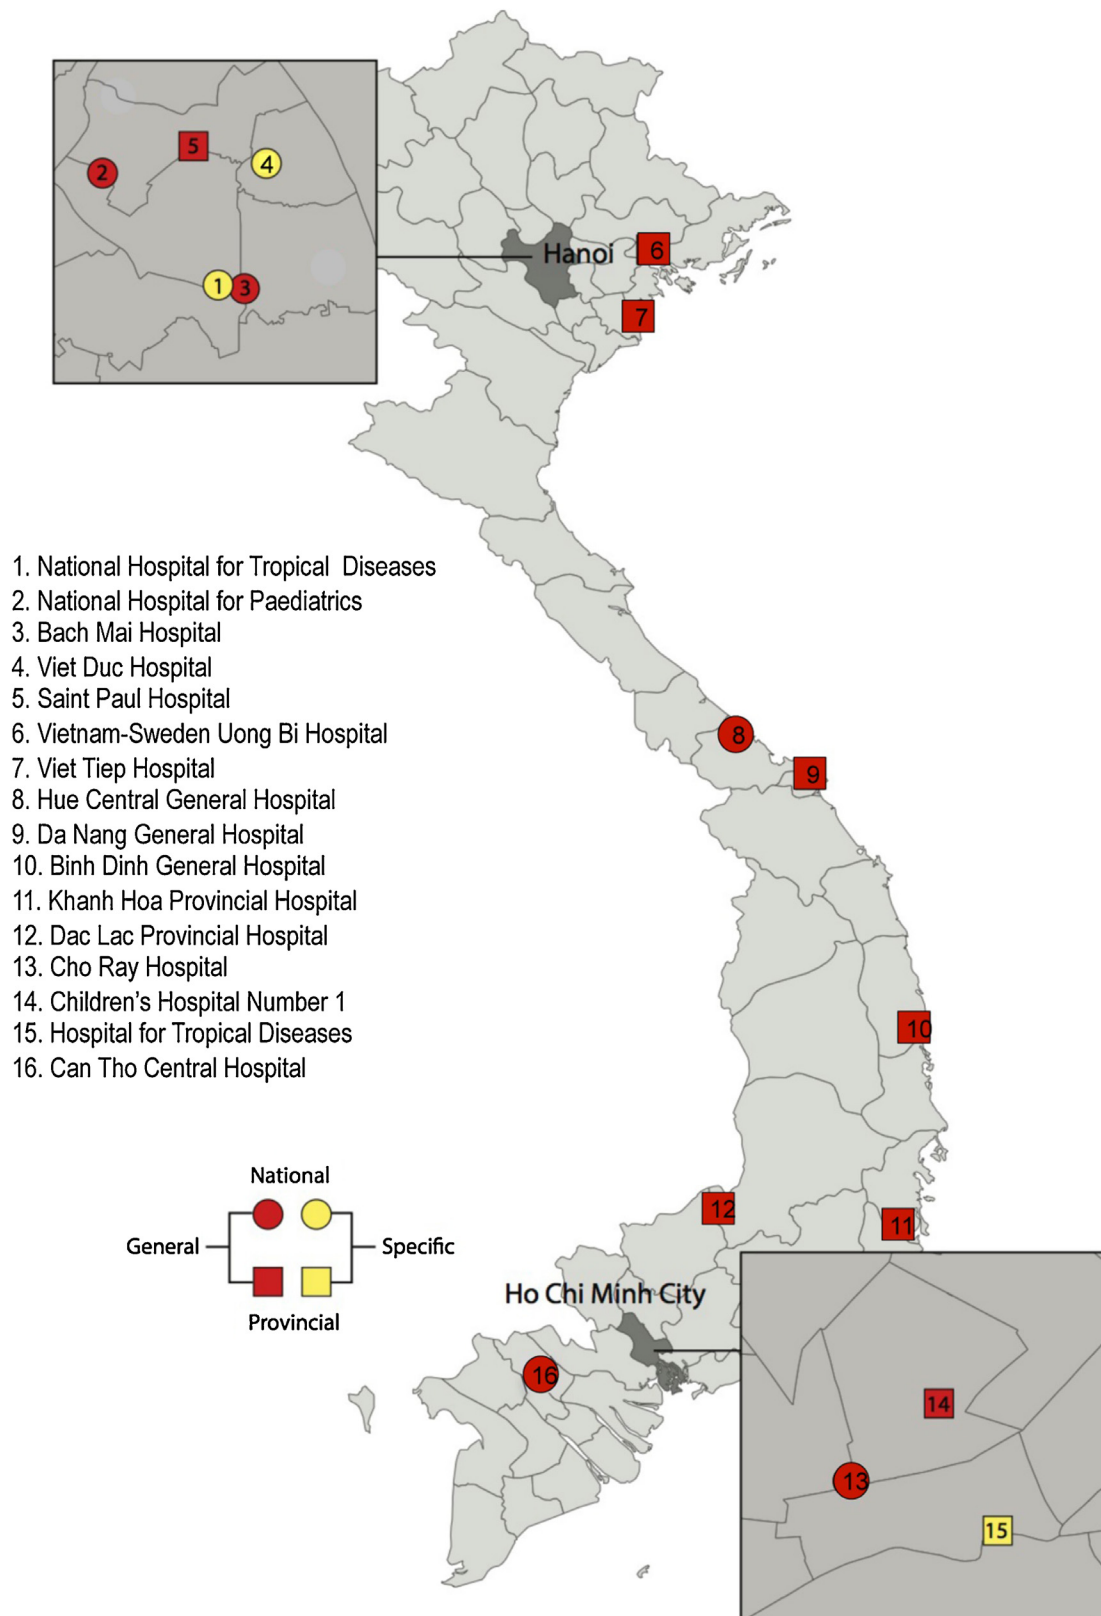 5
2
4
1
3
Hanoi
6
7
1. National Hospital for Tropical Diseases
2. National Hospital for Paediatrics
3. Bach Mai Hospital
4. Viet Duc Hospital
5. Saint Paul Hospital
6. Vietnam-Sweden Uong Bi Hospital
7. Viet Tiep Hospital
8. Hue Central General Hospital
9. Da Nang General Hospital
10. Binh Dinh General Hospital
11. Khanh Hoa Provincial Hospital
12. Dac Lac Provincial Hospital
13. Cho Ray Hospital
14. Children's Hospital Number 1
15. Hospital for Tropical Diseases
16. Can Tho Central Hospital
8
9
10
12
11
National
General
Specific
Provincial
Ho Chi Minh City
16
14
13
15